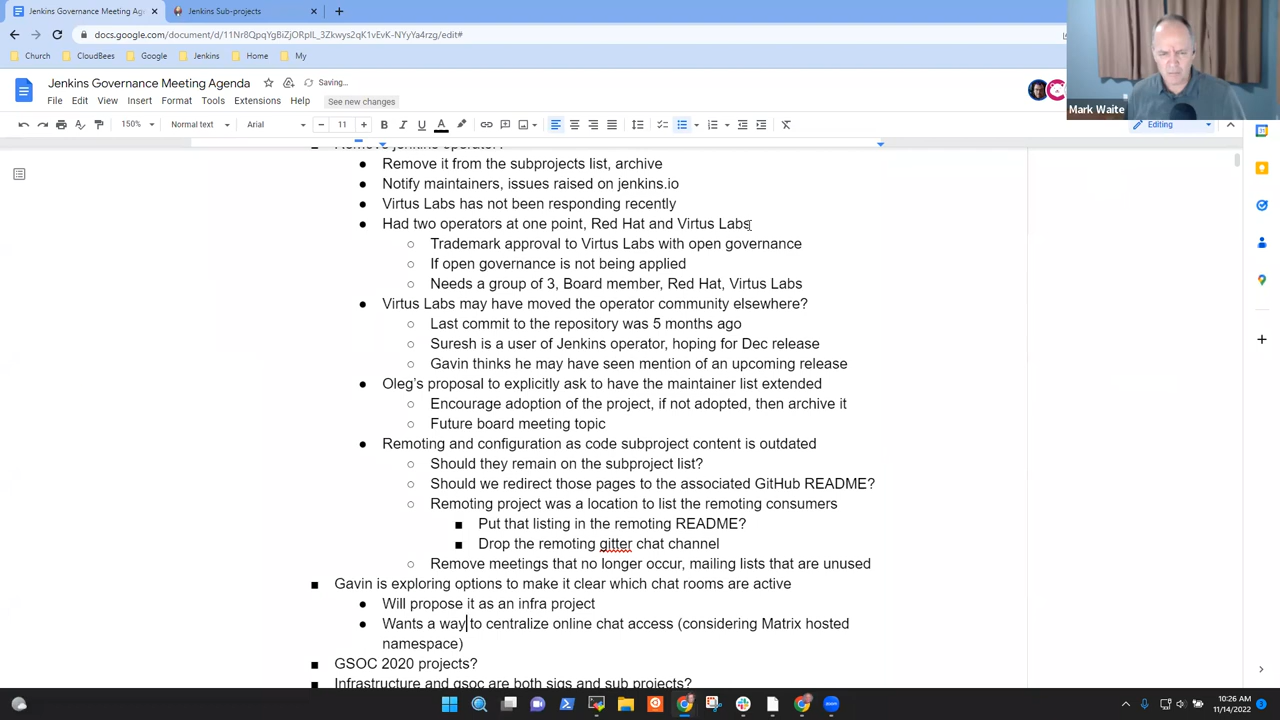 Jenkins Governance Meeting Agenda
Jenkins Sub-projects
docs.google.com/document/d/11Nr8QpqYgBiZjORpIL_3Zkwys2qK1vEvK-NYyYa4rzg/edit#
Church
CloudBees
Google
Jenkins
Home
My
Jenkins Governance Meeting Agenda
Saving...
File Edit View Insert Format Tools Extensions Help
See new changes
150%
Normal text
Arial
11
Editing
Mark Waite
Remove jenkins operator?
● Remove it from the subprojects list, archive
● Notify maintainers, issues raised on jenkins.io
● Virtus Labs has not been responding recently
● Had two operators at one point, Red Hat and Virtus Labs
○ Trademark approval to Virtus Labs with open governance
○ If open governance is not being applied
○ Needs a group of 3, Board member, Red Hat, Virtus Labs
● Virtus Labs may have moved the operator community elsewhere?
○ Last commit to the repository was 5 months ago
○ Suresh is a user of Jenkins operator, hoping for Dec release
○ Gavin thinks he may have seen mention of an upcoming release
● Oleg's proposal to explicitly ask to have the maintainer list extended
○ Encourage adoption of the project, if not adopted, then archive it
○ Future board meeting topic
● Remoting and configuration as code subproject content is outdated
○ Should they remain on the subproject list?
○ Should we redirect those pages to the associated GitHub README?
○ Remoting project was a location to list the remoting consumers
■ Put that listing in the remoting README?
■ Drop the remoting gitter chat channel
○ Remove meetings that no longer occur, mailing lists that are unused
■ Gavin is exploring options to make it clear which chat rooms are active
● Will propose it as an infra project
● Wants a way to centralize online chat access (considering Matrix hosted
namespace)
■ GSOC 2020 projects?
■ Infrastructure and gsoc are both sigs and sub projects?
10:26 AM
11/14/2022